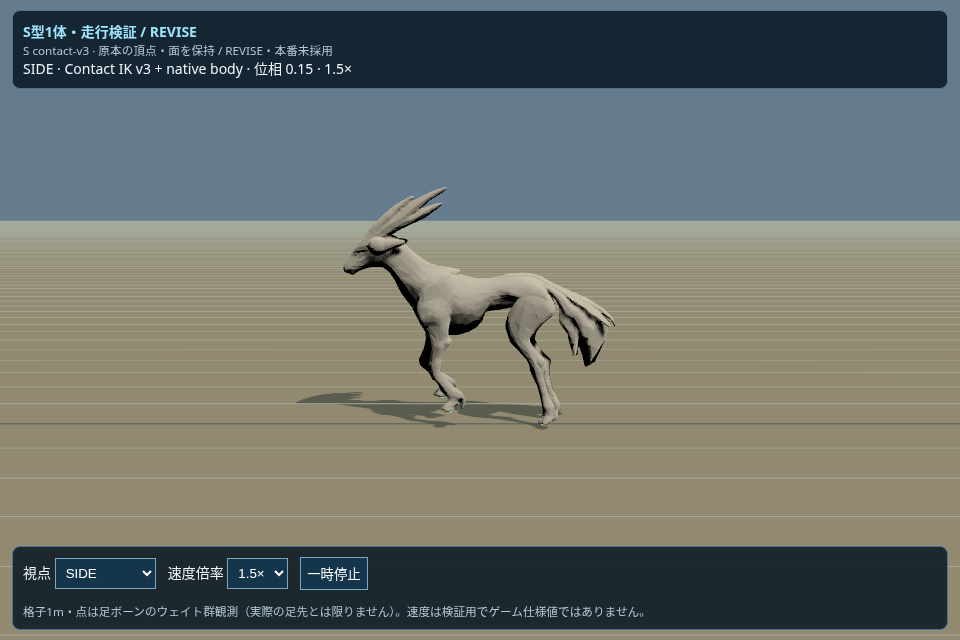 S型1体・走行検証 / REVISE
S contact-v3 · 原本の頂点・面を保持 / REVISE・本番未採用
SIDE · Contact IK v3 + native body · 位相 0.15 · 1.5×
視点 SIDE 速度倍率 1.5× 一時停止
格子1m・点は足ボーンのウェイト群観測（実際の足先とは限りません）。速度は検証用でゲーム仕様値ではありません。